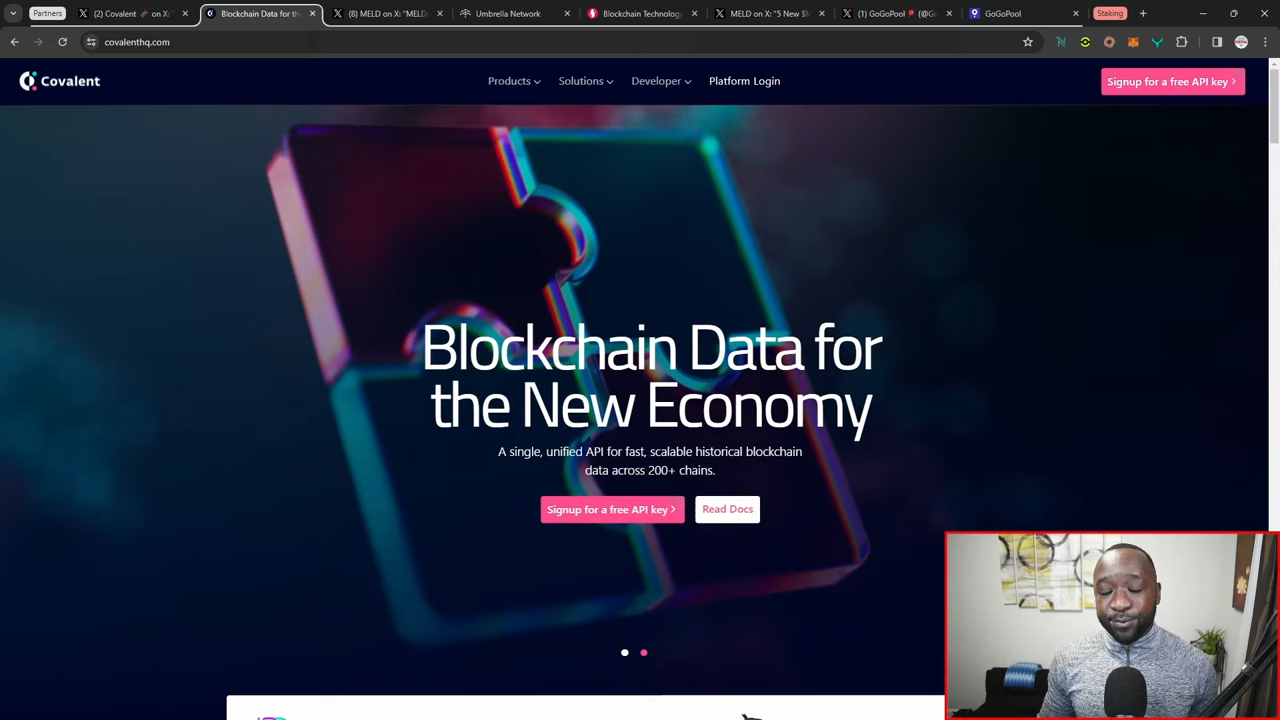 Partners
(2) Covalent
on X: "
Blockchain Data for th
(8) MELD on X: "MELD
Umbrella Network
Blockchain Technology
MELD on X: "5 New $M
(1) GoGoPool
(@Go
GoGoPool
Staking
covalenthq.com
Covalent
Products
Solutions
Developer
Platform Login
Signup for a free API key
Blockchain Data for
the New Economy
A single, unified API for fast, scalable historical blockchain
data across 200+ chains.
Signup for a free API key
Read Docs